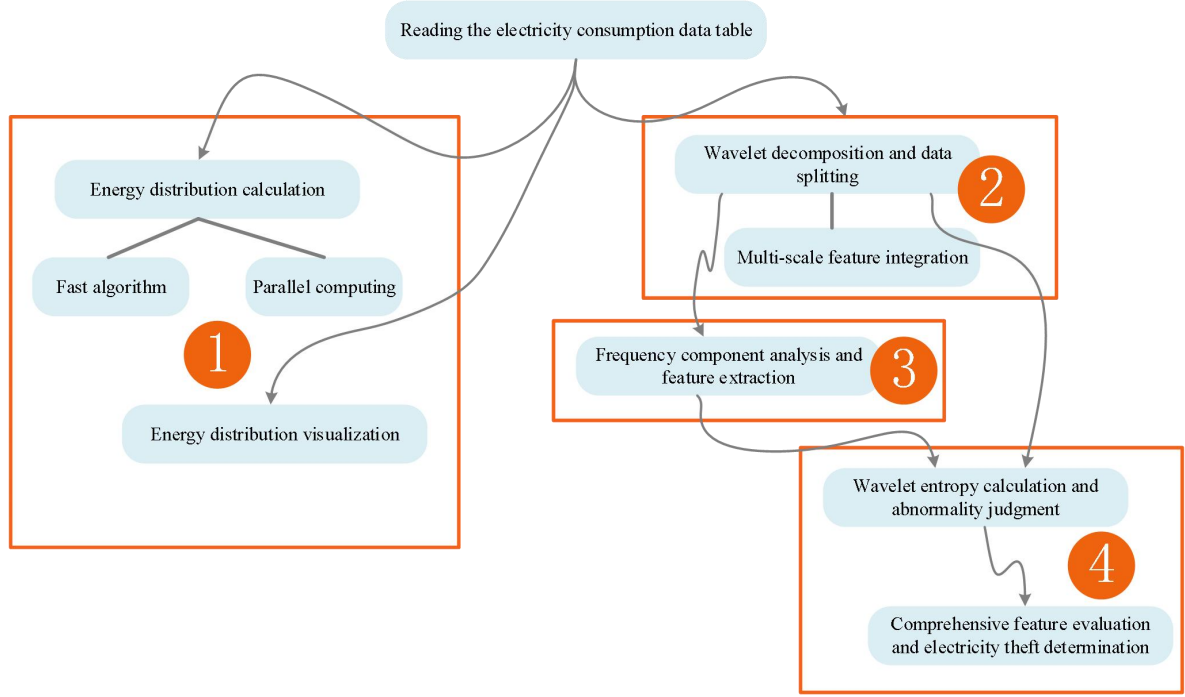 Reading the electricity consumption data table
Energy distribution calculation
Fast algorithm
Parallel computing
1
Energy distribution visualization
Wavelet decomposition and data
splitting
2
Multi-scale feature integration
Frequency component analysis and
feature extraction
3
Wavelet entropy calculation and
abnormality judgment
4
Comprehensive feature evaluation
and electricity theft determination